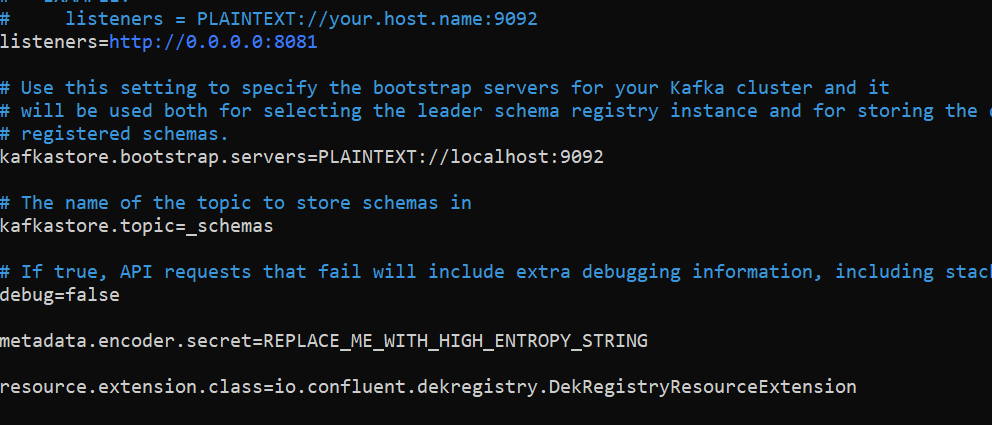 #     listeners = PLAINTEXT://your.host.name:9092
listeners=http://0.0.0.0:8081
# Use this setting to specify the bootstrap servers for your Kafka cluster and it
# will be used both for selecting the leader schema registry instance and for storing the
# registered schemas.
kafkastore.bootstrap.servers=PLAINTEXT://localhost:9092
# The name of the topic to store schemas in
kafkastore.topic=_schemas
# If true, API requests that fail will include extra debugging information, including
debug=false
metadata.encoder.secret=REPLACE_ME_WITH_HIGH_ENTROPY_STRING
resource.extension.class=io.confluent.dekregistry.DekRegistryResourceExtension